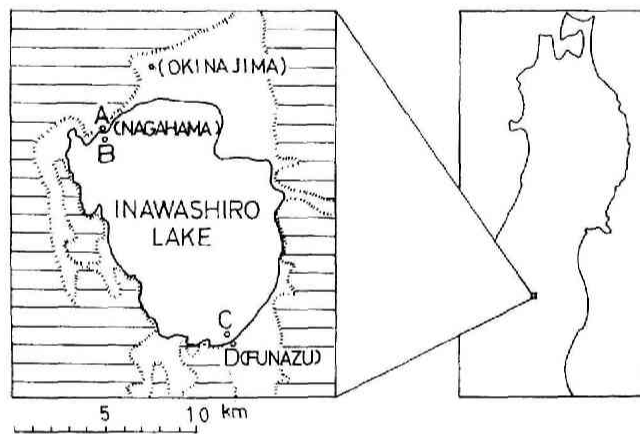 (OKINAJIMA)
A
(NAGAHAMA)
B
INAWASHIRO
LAKE
C
D(FUNAZU)
5 10 km